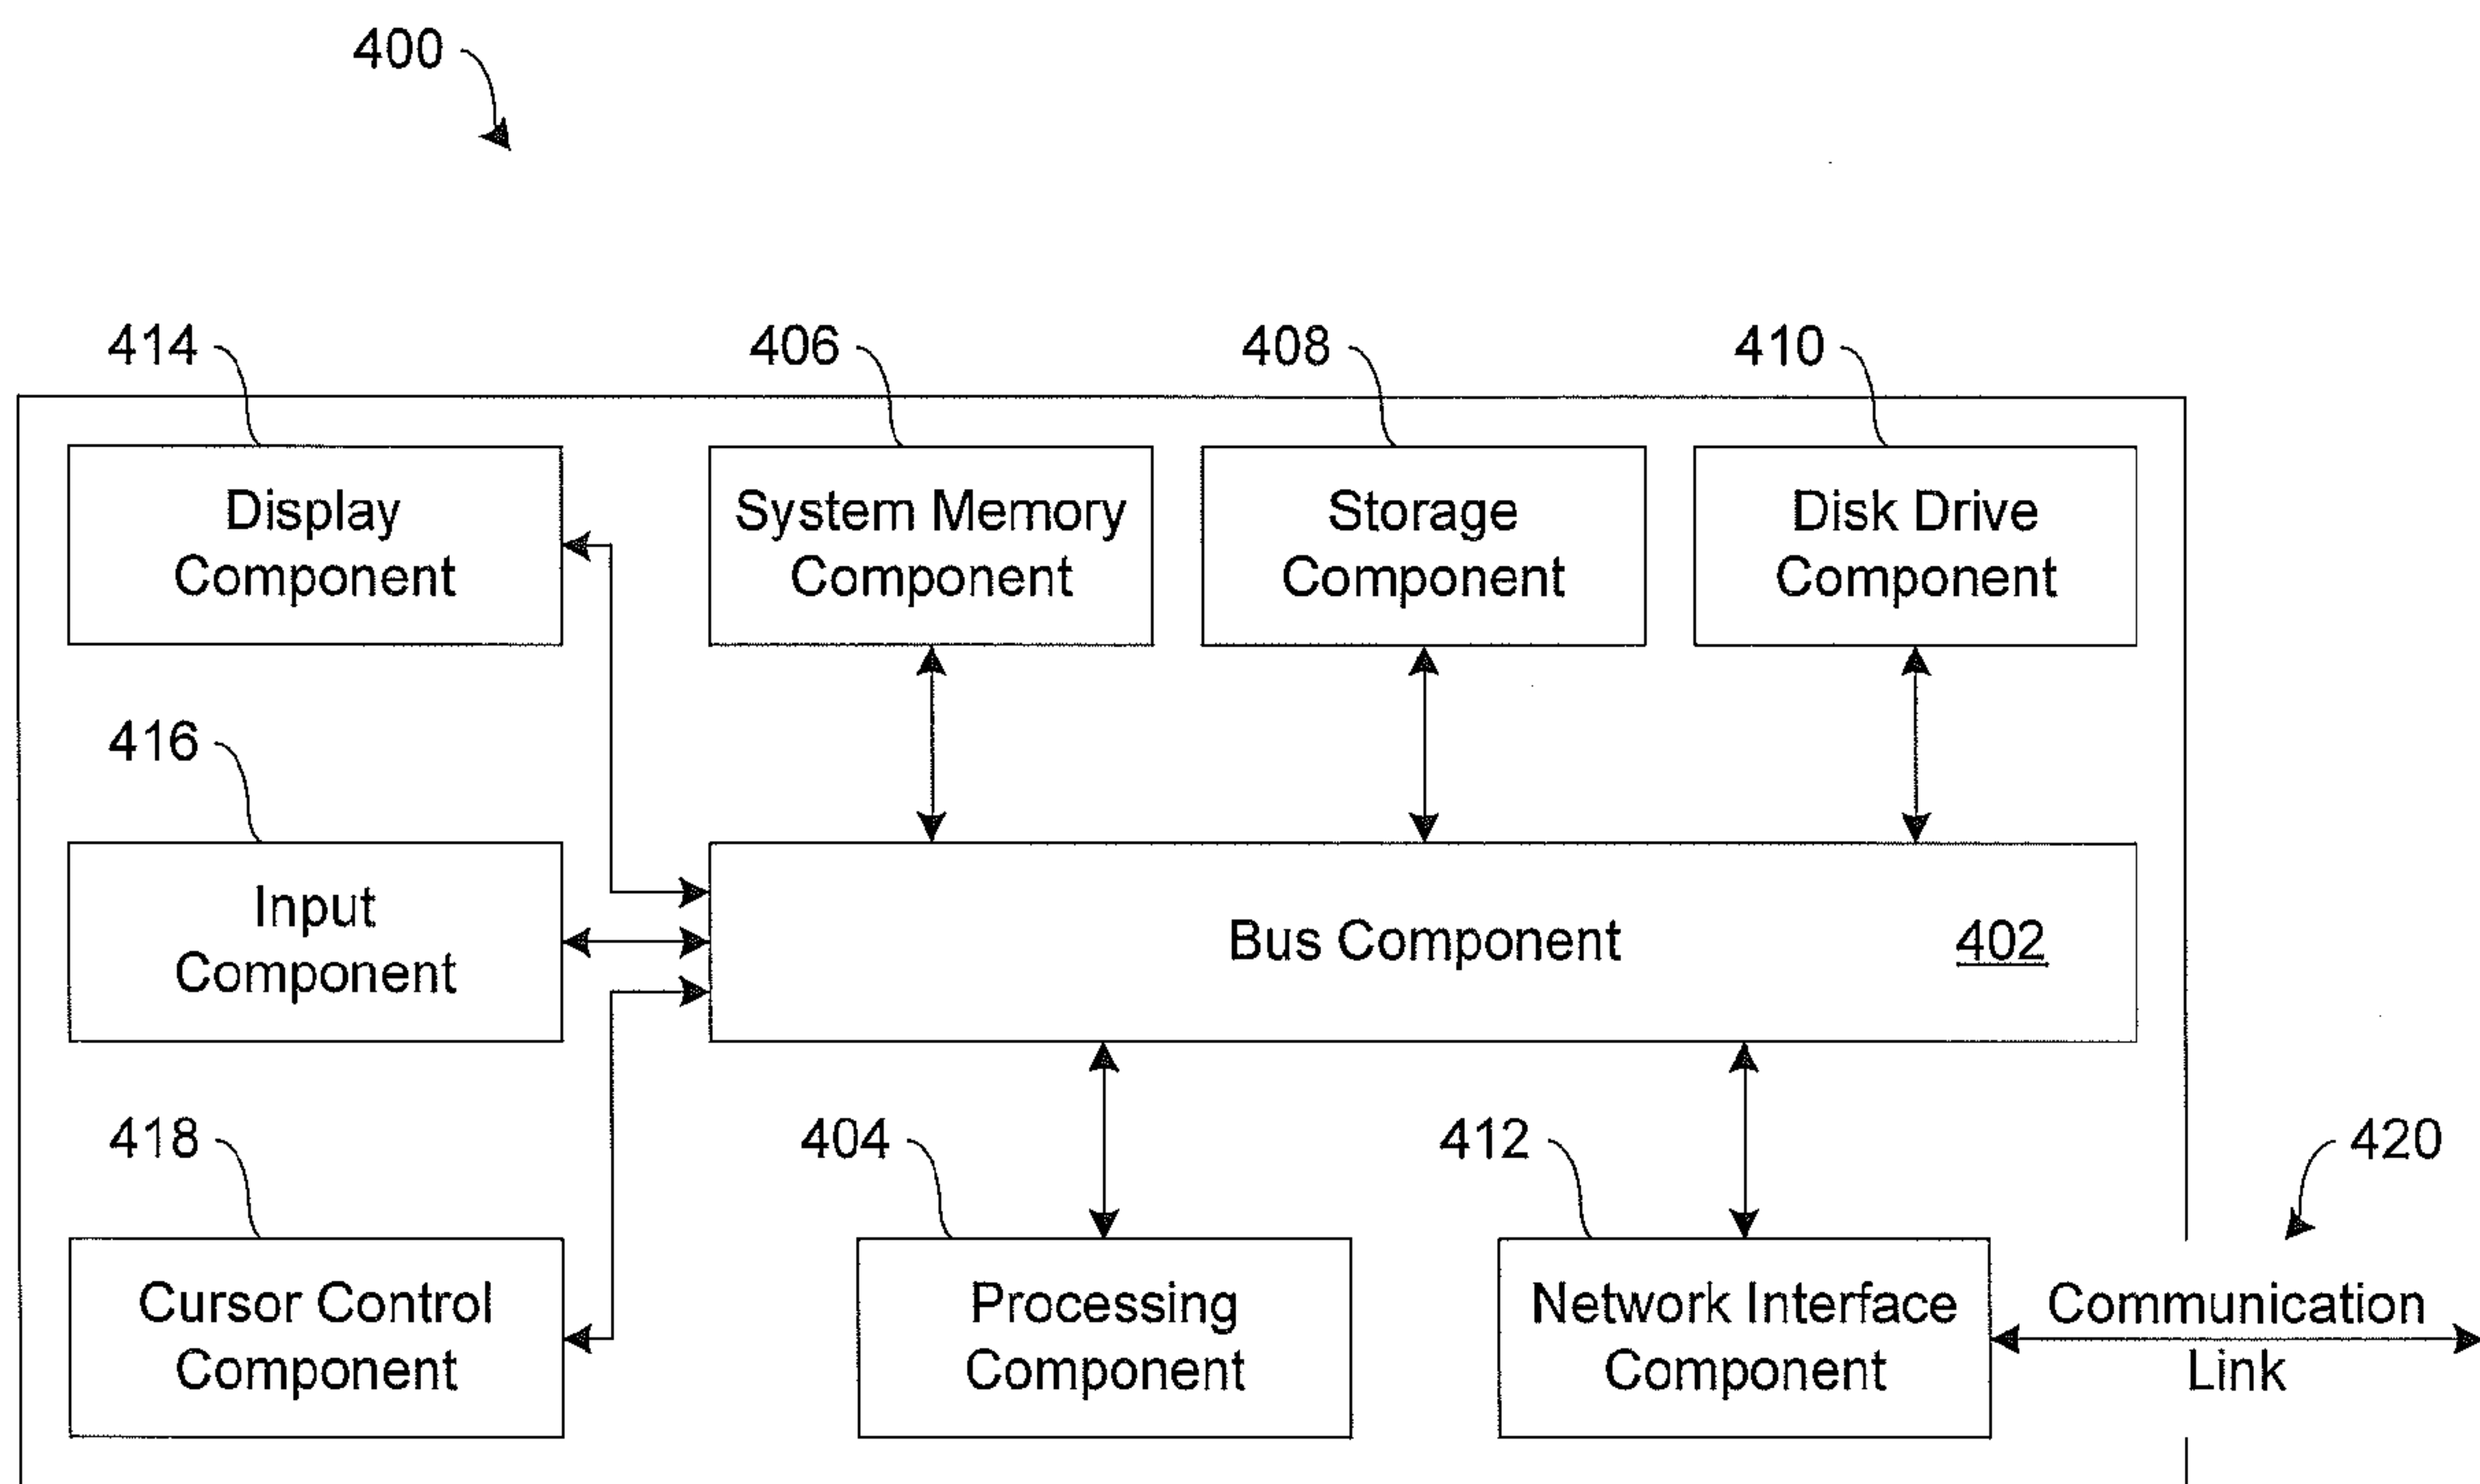 400
414
406
408
410
Display
Component
System Memory
Component
Storage
Component
Disk Drive
Component
416
Input
Component
Bus Component
402
418
404
412
420
Cursor Control
Component
Processing
Component
Network Interface
Component
Communication
Link